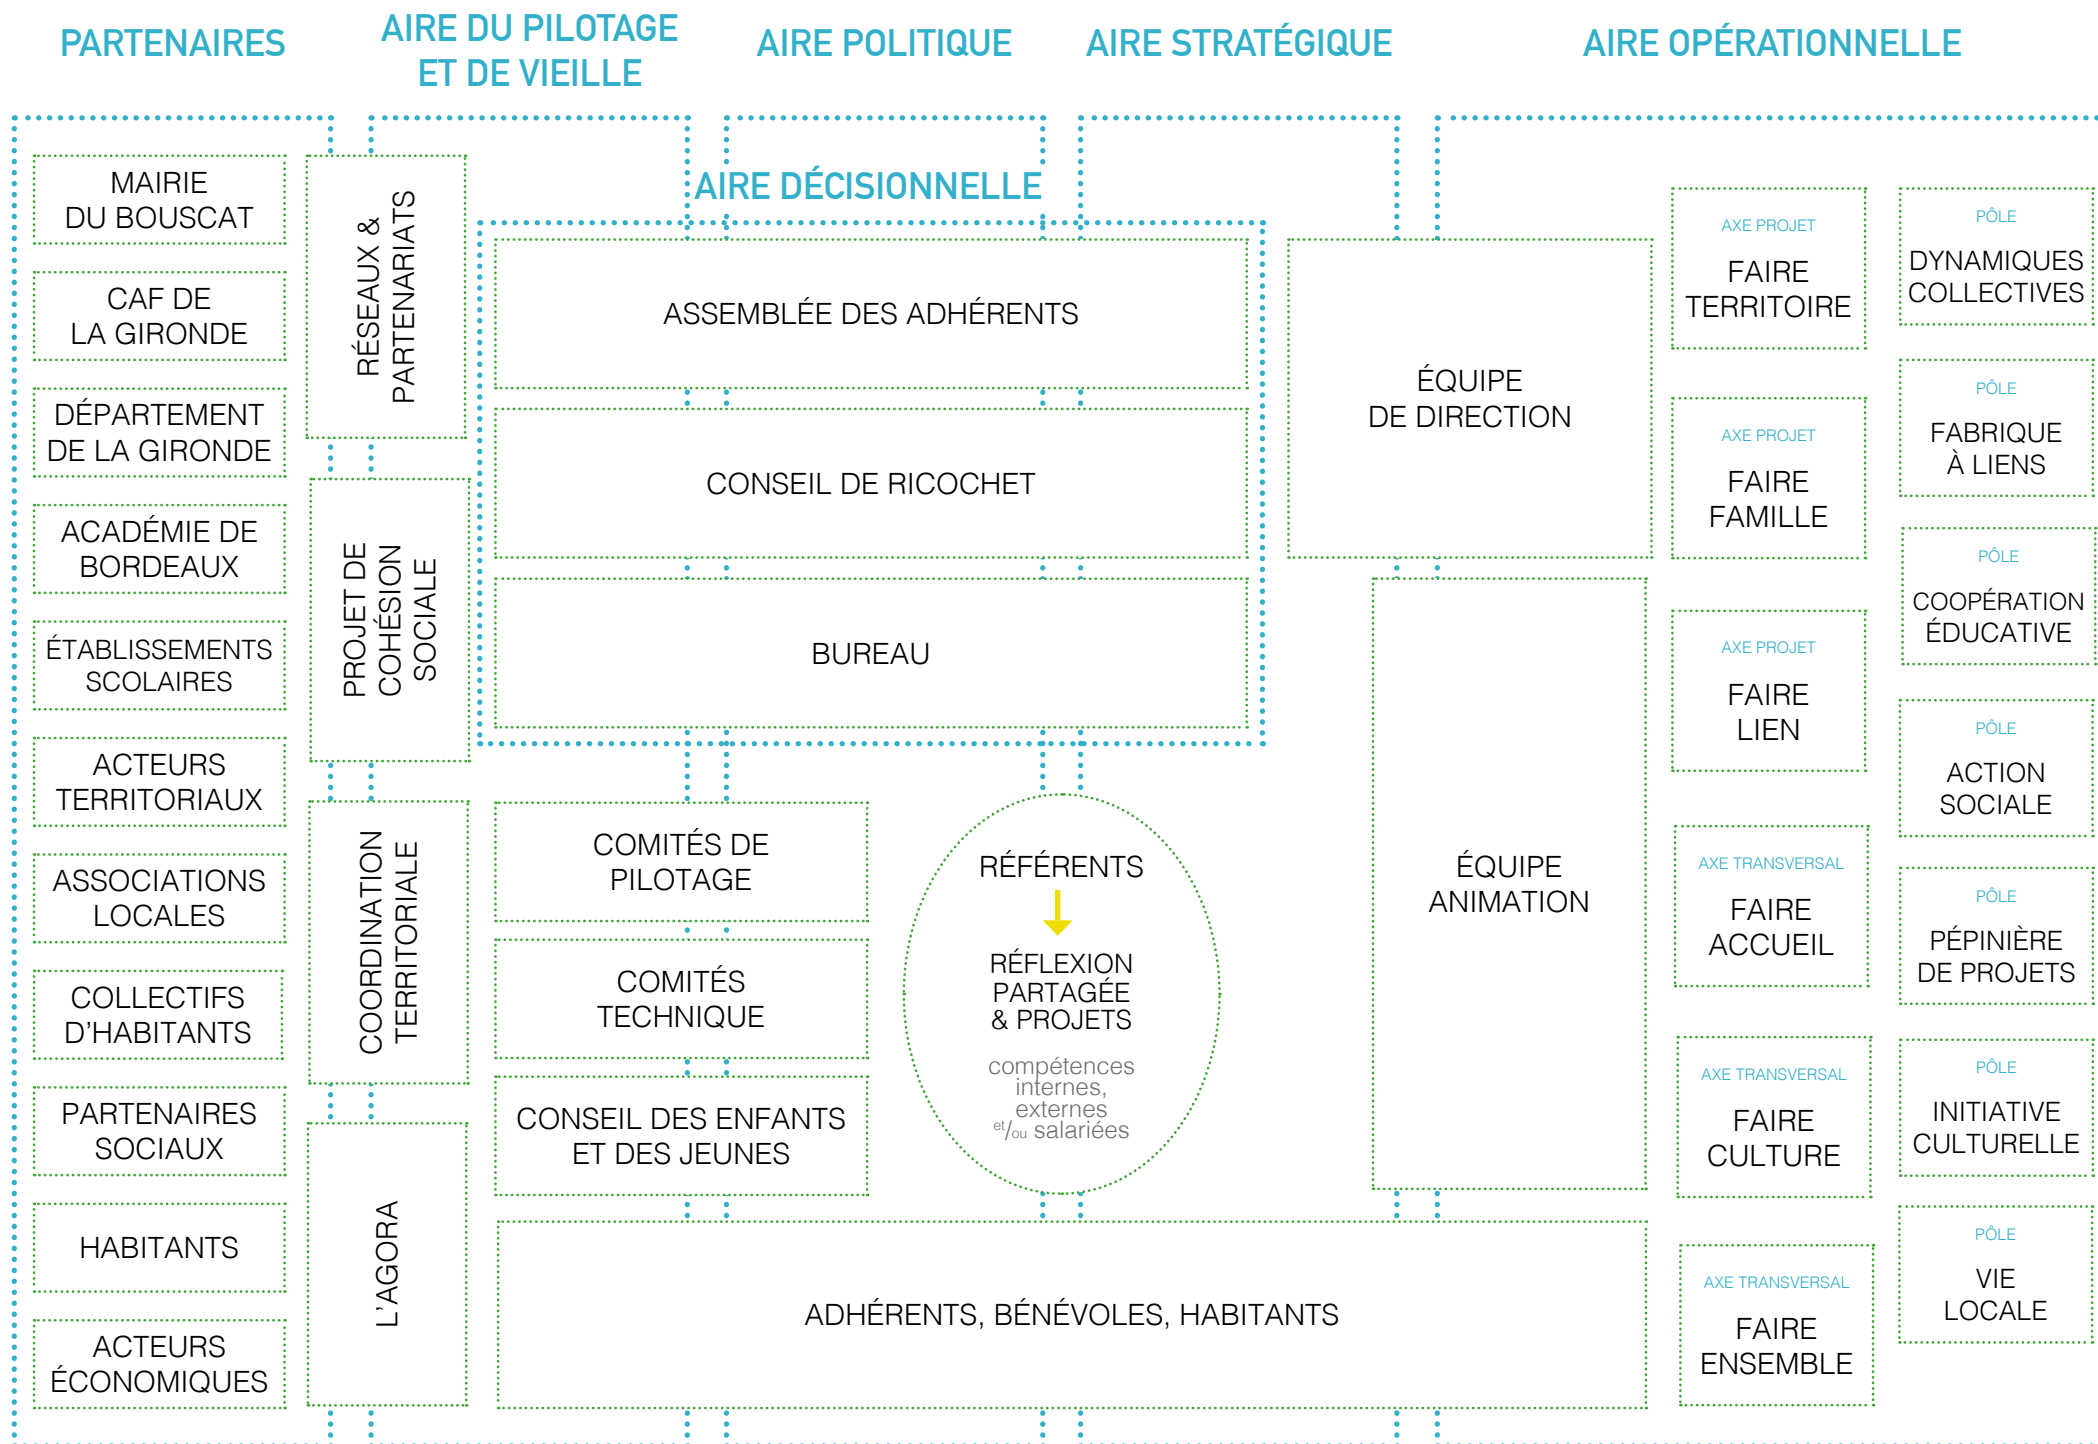 PARTENAIRES
AIRE DU PILOTAGE
ET DE VIEILLE
AIRE POLITIQUE
AIRE STRATÉGIQUE
AIRE OPÉRATIONNELLE
MAIRIE
DU BOUSCAT
CAF DE
LA GIRONDE
DÉPARTEMENT
DE LA GIRONDE
ACADÉMIE DE
BORDEAUX
ÉTABLISSEMENTS
SCOLAIRES
ACTEURS
TERRITORIAUX
ASSOCIATIONS
LOCALES
COLLECTIFS
D'HABITANTS
PARTENAIRES
SOCIAUX
HABITANTS
ACTEURS
ÉCONOMIQUES
RÉSEAUX &
PARTENARIATS
PROJET DE
COHÉSION
SOCIALE
COORDINATION
TERRITORIALE
L'AGORA
AIRE DÉCISIONNELLE
ASSEMBLÉE DES ADHÉRENTS
CONSEIL DE RICOCHET
BUREAU
COMITÉS DE
PILOTAGE
COMITÉS
TECHNIQUE
CONSEIL DES ENFANTS
ET DES JEUNES
RÉFÉRENTS
RÉFLEXION
PARTAGÉE
& PROJETS
compétences
internes,
externes
et/ou salariées
ADHÉRENTS, BÉNÉVOLES, HABITANTS
ÉQUIPE
DE DIRECTION
ÉQUIPE
ANIMATION
AXE PROJET
FAIRE
TERRITOIRE
AXE PROJET
FAIRE
FAMILLE
AXE PROJET
FAIRE
LIEN
AXE TRANSVERSAL
FAIRE
ACCUEIL
AXE TRANSVERSAL
FAIRE
CULTURE
AXE TRANSVERSAL
FAIRE
ENSEMBLE
PÔLE
DYNAMIQUES
COLLECTIVES
PÔLE
FABRIQUE
À LIENS
PÔLE
COOPÉRATION
ÉDUCATIVE
PÔLE
ACTION
SOCIALE
PÔLE
PÉPINIÈRE
DE PROJETS
PÔLE
INITIATIVE
CULTURELLE
PÔLE
VIE
LOCALE